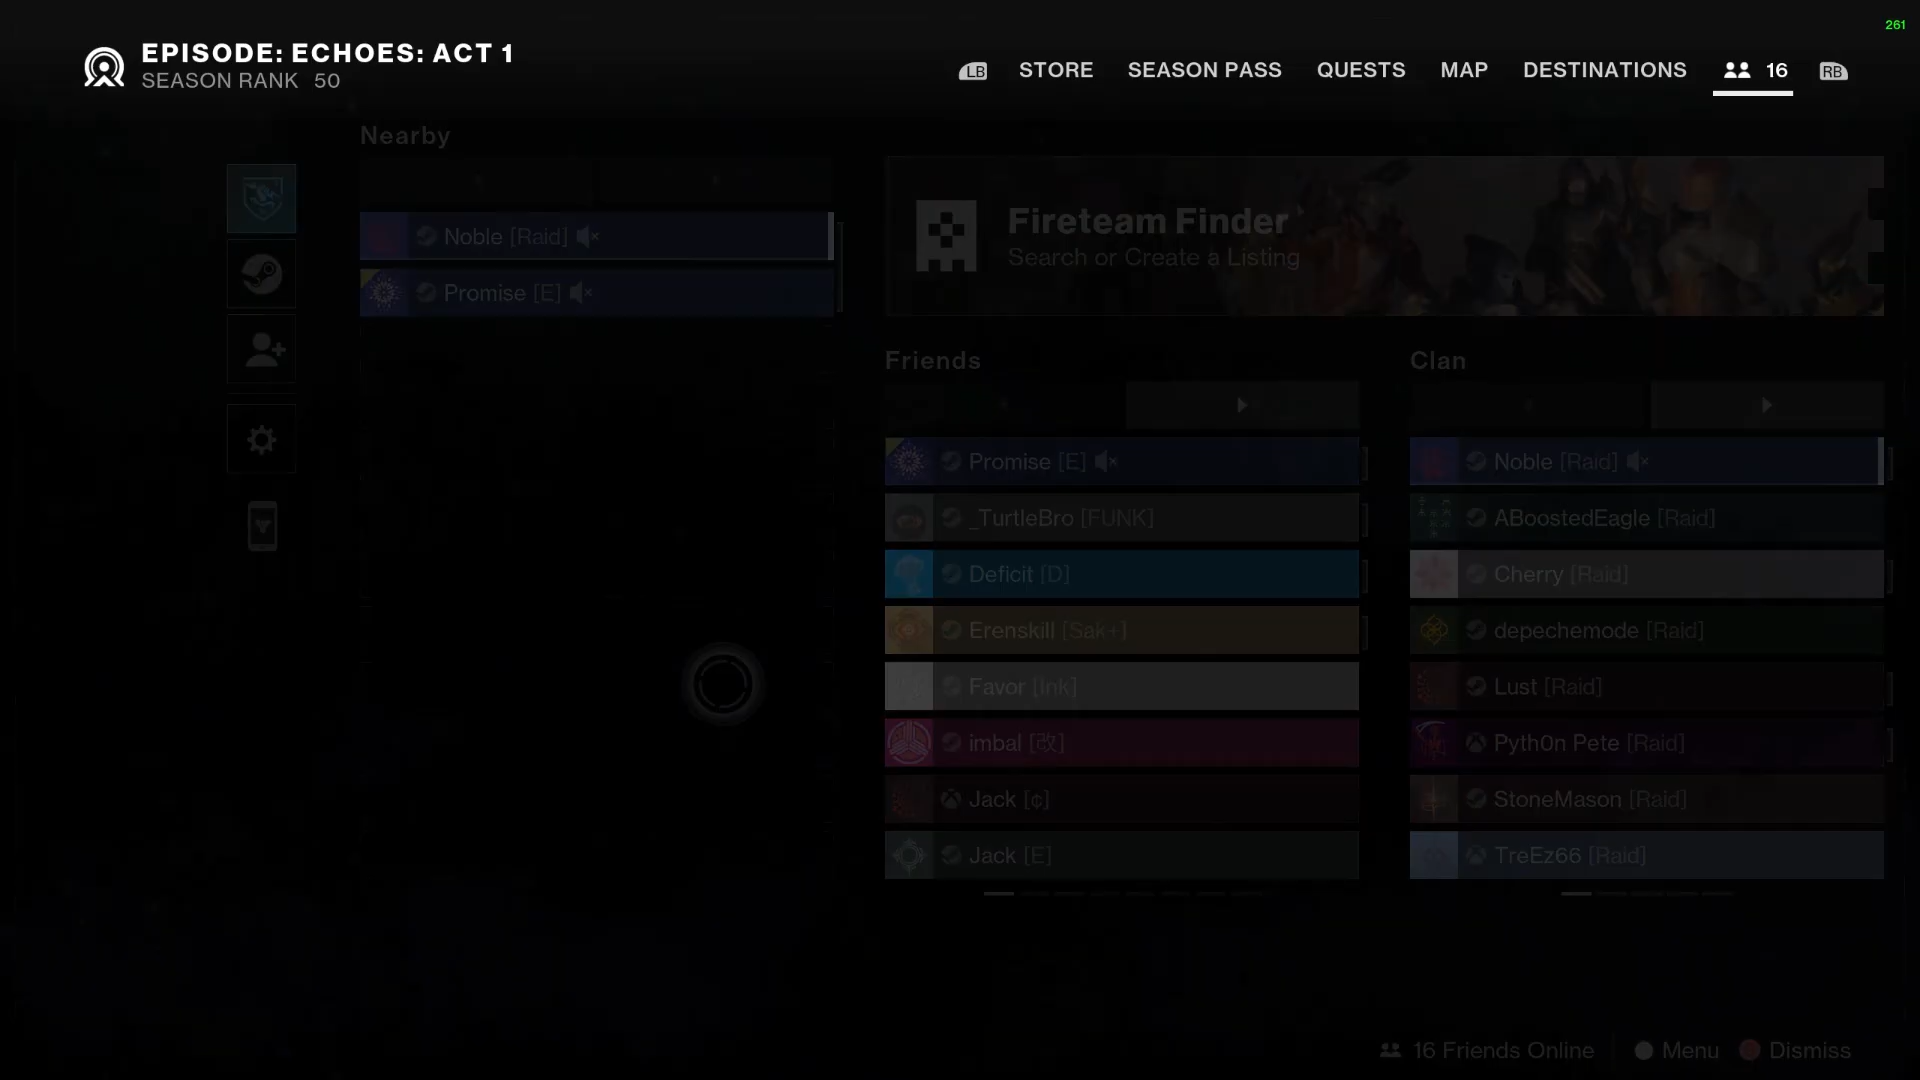 261
EPISODE: ECHOES: ACT 1
SEASON RANK 50
LB STORE SEASON PASS QUESTS MAP DESTINATIONS 16 RB
Nearby
Noble [Raid]
Promise [E]
Fireteam Finder
Search or Create a Listing
Friends
Promise [E]
_TurtleBro [FUNK]
Deficit [D]
Erenskill [Sak+]
Favor [Ink]
imbal [改]
Jack [¢]
Jack [E]
Clan
Noble [Raid]
ABoostedEagle [Raid]
Cherry [Raid]
depechemode [Raid]
Lust [Raid]
Pyth0n Pete [Raid]
StoneMason [Raid]
TreEz66 [Raid]
16 Friends Online Menu Dismiss